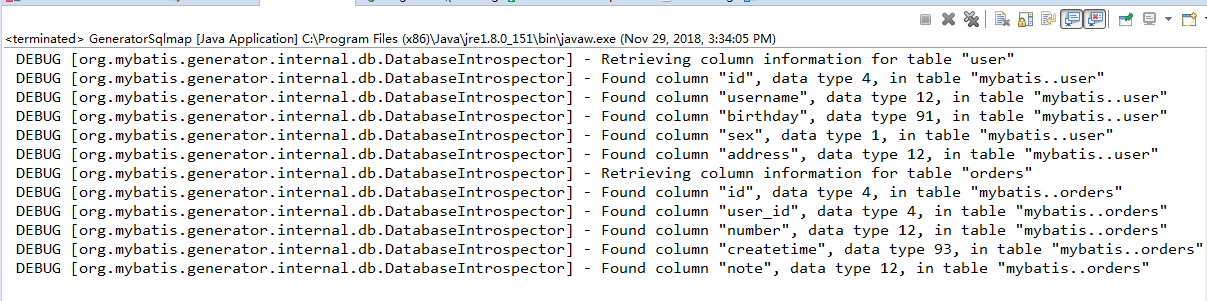 <terminated> GeneratorSqlmap [Java Application] C:\Program Files (x86)\Java\jre1.8.0_151\bin\javaw.exe (Nov 29, 2018, 3:34:05 PM)
DEBUG [org.mybatis.generator.internal.db.DatabaseIntrospector] - Retrieving column information for table "user"
DEBUG [org.mybatis.generator.internal.db.DatabaseIntrospector] - Found column "id", data type 4, in table "mybatis..user"
DEBUG [org.mybatis.generator.internal.db.DatabaseIntrospector] - Found column "username", data type 12, in table "mybatis..user"
DEBUG [org.mybatis.generator.internal.db.DatabaseIntrospector] - Found column "birthday", data type 91, in table "mybatis..user"
DEBUG [org.mybatis.generator.internal.db.DatabaseIntrospector] - Found column "sex", data type 1, in table "mybatis..user"
DEBUG [org.mybatis.generator.internal.db.DatabaseIntrospector] - Found column "address", data type 12, in table "mybatis..user"
DEBUG [org.mybatis.generator.internal.db.DatabaseIntrospector] - Retrieving column information for table "orders"
DEBUG [org.mybatis.generator.internal.db.DatabaseIntrospector] - Found column "id", data type 4, in table "mybatis..orders"
DEBUG [org.mybatis.generator.internal.db.DatabaseIntrospector] - Found column "user_id", data type 4, in table "mybatis..orders"
DEBUG [org.mybatis.generator.internal.db.DatabaseIntrospector] - Found column "number", data type 12, in table "mybatis..orders"
DEBUG [org.mybatis.generator.internal.db.DatabaseIntrospector] - Found column "createtime", data type 93, in table "mybatis..orders"
DEBUG [org.mybatis.generator.internal.db.DatabaseIntrospector] - Found column "note", data type 12, in table "mybatis..orders"